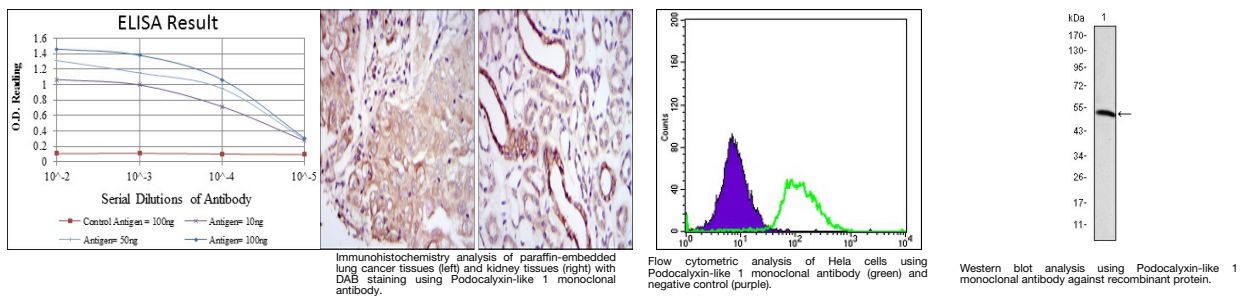 ELISA Result
O.D. Reading
1.6
1.4
1.2
1
0.8
0.6
0.4
0.2
0
10^-2
10^-3
10^-4
10^-5
Serial Dilutions of Antibody
Control Antigen = 100ng
Antigen= 10ng
Antigen= 50ng
Antigen= 100ng
Immunohistochemistry analysis of paraffin-embedded
lung cancer tissues (left) and kidney tissues (right) with
DAB staining using Podocalyxin-like 1 monoclonal
antibody.
Counts
200
160
120
80
40
0
10^0
10^1
10^2
10^3
10^4
Flow cytometric analysis of Hela cells using
Podocalyxin-like 1 monoclonal antibody (green) and
negative control (purple).
kDa 1
170-
130-
95-
72-
55-
43-
34-
26-
17-
11-
Western blot analysis using Podocalyxin-like 1
monoclonal antibody against recombinant protein.